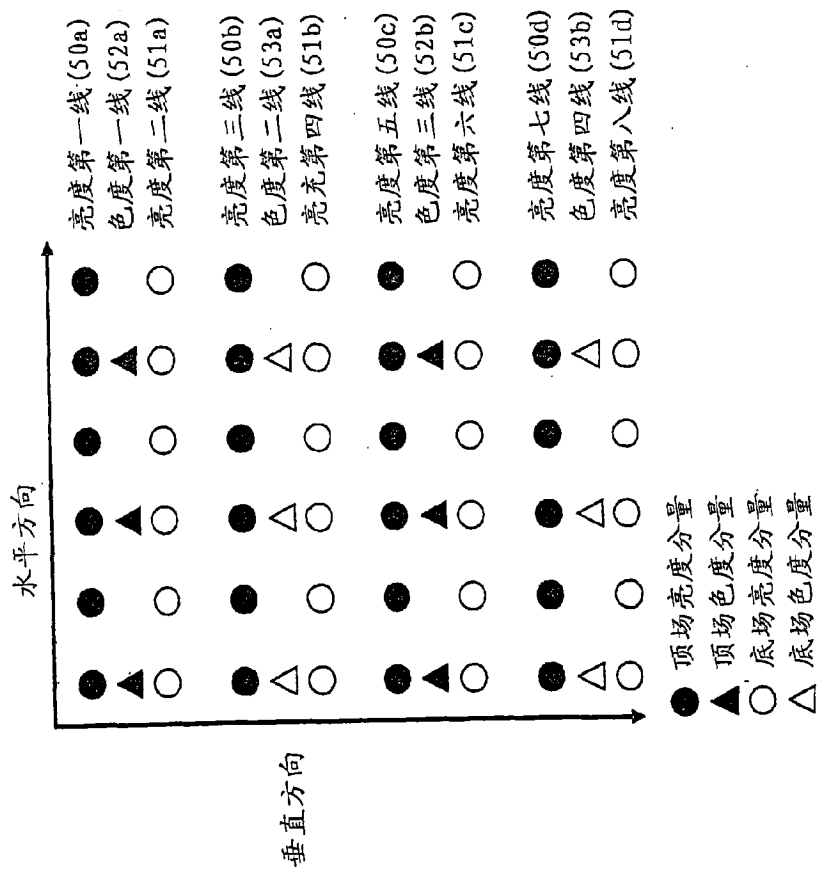 水平方向
垂直方向
亮度第一线(50a)
色度第一线(52a)
亮度第二线(51a)
亮度第三线(50b)
色度第二线(53a)
亮充第四线(51b)
亮度第五线(50c)
色度第三线(52b)
亮度第六线(51c)
亮度第七线(50d)
色度第四线(53b)
亮度第八线(51d)
顶场亮度分量
顶场色度分量
底场亮度分量
底场色度分量